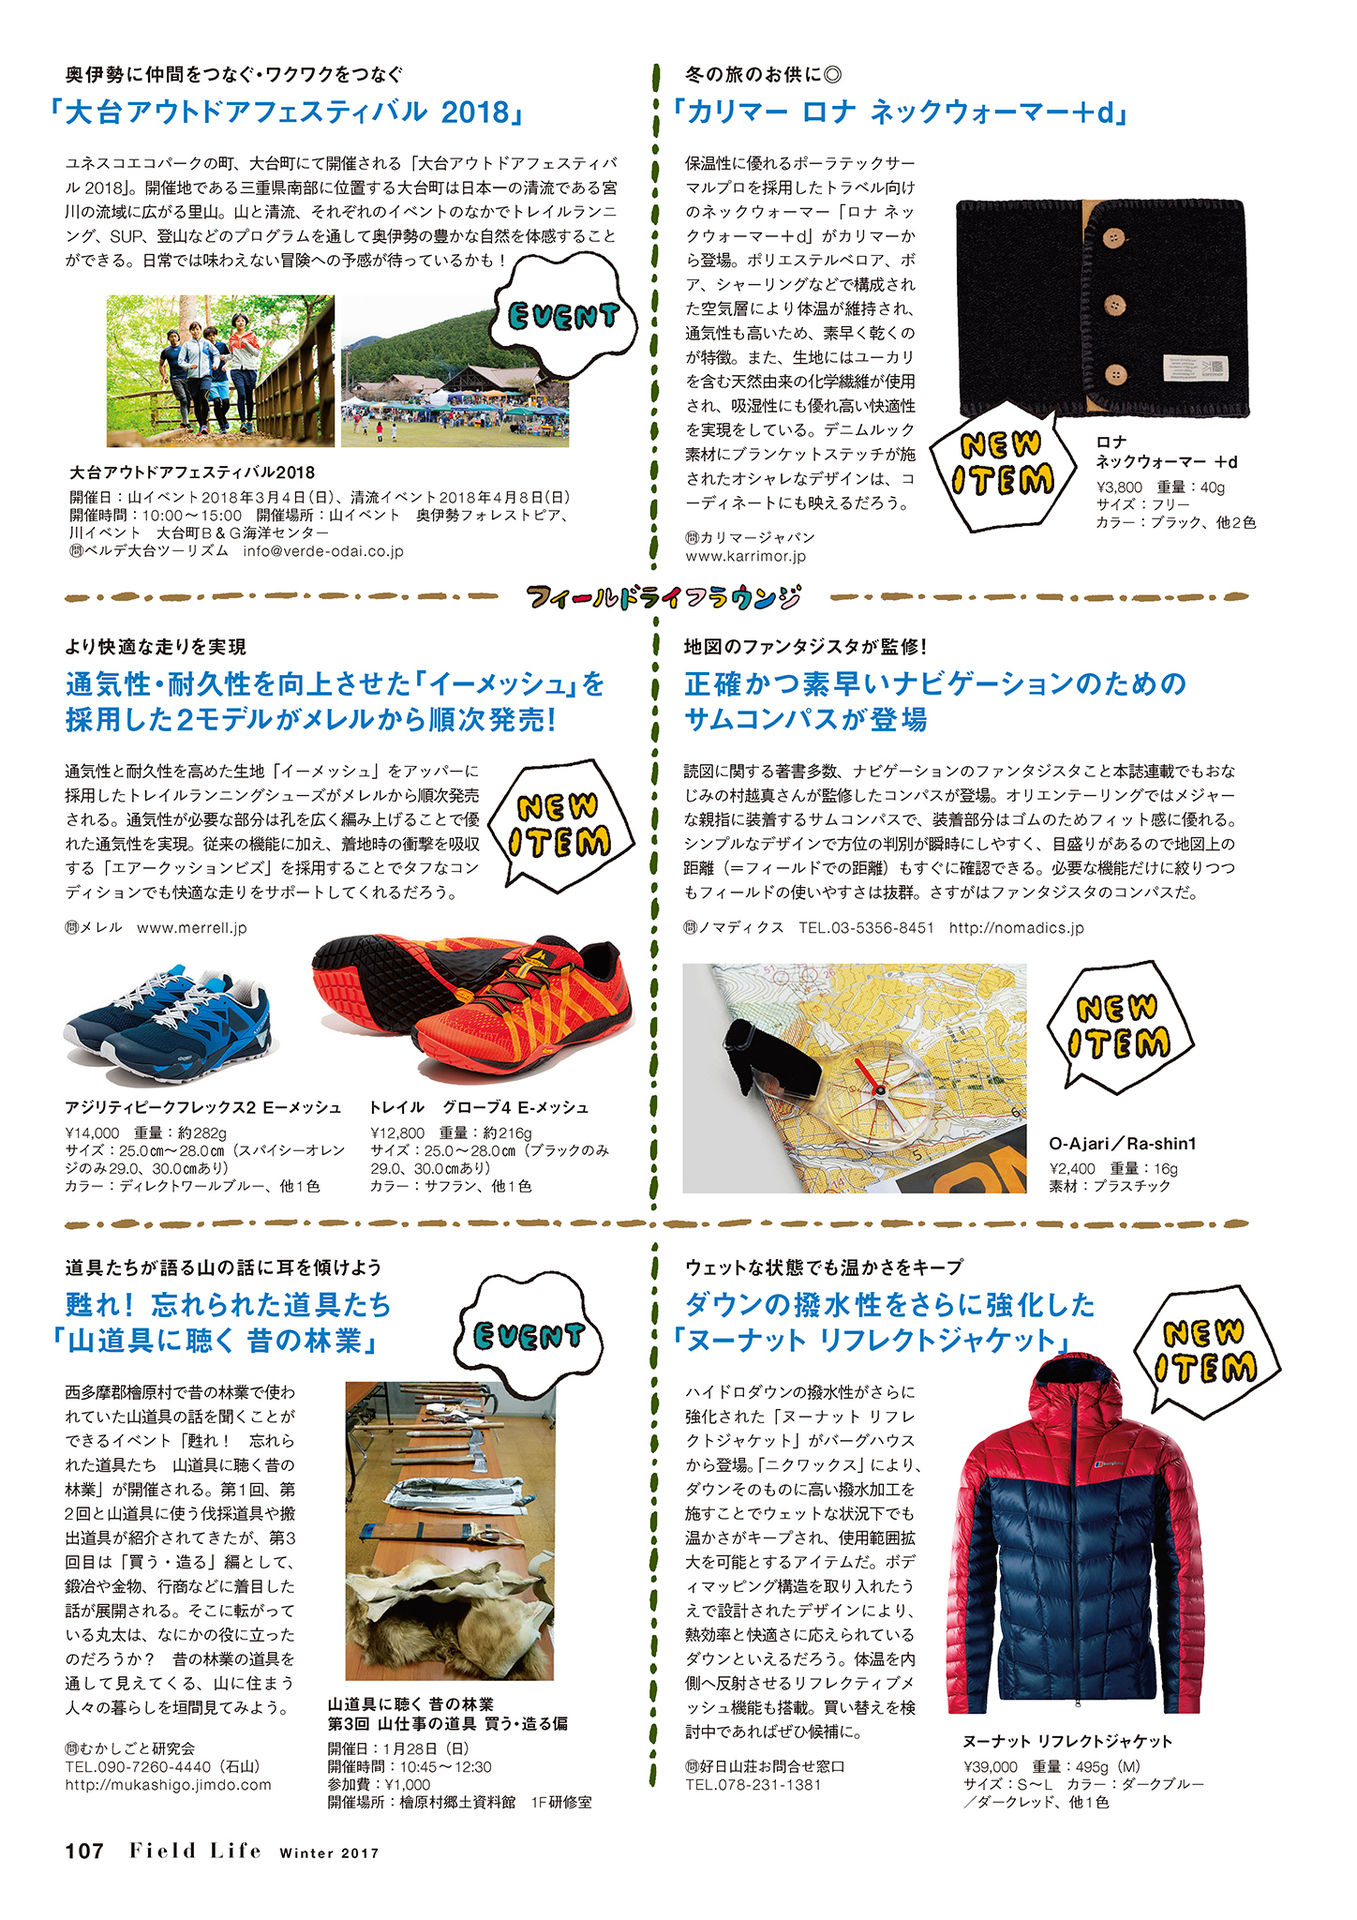 奥伊勢に仲間をつなぐ・ワクワクをつなぐ
「大台アウトドアフェスティバル 2018」
ユネスコエコパークの町、大台町にて開催される「大台アウトドアフェスティバ
ル 2018」。開催地である三重県南部に位置する大台町は日本一の清流である宮
川の流域に広がる里山。山と清流、それぞれのイベントのなかでトレイルランニ
ング、SUP、登山などのプログラムを通して奥伊勢の豊かな自然を体感すること
ができる。日常では味わえない冒険への予感が待っているかも！
EVENT
大台アウトドアフェスティバル2018
開催日：山イベント2018年3月4日（日）、清流イベント2018年4月8日（日）
開催時間：10:00～15:00　開催場所：山イベント　奥伊勢フォレストピア、
川イベント　大台町B＆G海洋センター
㉄ベルデ大台ツーリズム　info@verde-odai.co.jp
冬の旅のお供に◎
「カリマー ロナ ネックウォーマー＋d」
保温性に優れるポーラテックサー
マルプロを採用したトラベル向け
のネックウォーマー「ロナ ネッ
クウォーマー＋d」がカリマーか
ら登場。ポリエステルベロア、ボ
ア、シャーリングなどで構成され
た空気層により体温が維持され、
通気性も高いため、素早く乾くの
が特徴。また、生地にはユーカリ
を含む天然由来の化学繊維が使用
され、吸湿性にも優れ高い快適性
を実現をしている。デニムルック
素材にブランケットステッチが施
されたオシャレなデザインは、コ
ーディネートにも映えるだろう。
㉄カリマージャパン
www.karrimor.jp
NEW
ITEM
ロナ
ネックウォーマー ＋d
¥3,800　重量：40g
サイズ：フリー
カラー：ブラック、他2色
フィールドライフラウンジ
より快適な走りを実現
通気性・耐久性を向上させた「イーメッシュ」を
採用した2モデルがメレルから順次発売！
通気性と耐久性を高めた生地「イーメッシュ」をアッパーに
採用したトレイルランニングシューズがメレルから順次発売
される。通気性が必要な部分は孔を広く編み上げることで優
れた通気性を実現。従来の機能に加え、着地時の衝撃を吸収
する「エアークッションビズ」を採用することでタフなコン
ディションでも快適な走りをサポートしてくれるだろう。
㉄メレル　www.merrell.jp
NEW
ITEM
アジリティピークフレックス2 Eーメッシュ
¥14,000　重量：約282g
サイズ：25.0㎝～28.0㎝（スパイシーオレン
ジのみ29.0、30.0㎝あり）
カラー：ディレクトワールブルー、他1色
トレイル　グローブ4 E-メッシュ
¥12,800　重量：約216g
サイズ：25.0～28.0㎝（ブラックのみ
29.0、30.0㎝あり）
カラー：サフラン、他1色
地図のファンタジスタが監修！
正確かつ素早いナビゲーションのための
サムコンパスが登場
読図に関する著書多数、ナビゲーションのファンタジスタこと本誌連載でもおな
じみの村越真さんが監修したコンパスが登場。オリエンテーリングではメジャー
な親指に装着するサムコンパスで、装着部分はゴムのためフィット感に優れる。
シンプルなデザインで方位の判別が瞬時にしやすく、目盛りがあるので地図上の
距離（＝フィールドでの距離）もすぐに確認できる。必要な機能だけに絞りつつ
もフィールドの使いやすさは抜群。さすがはファンタジスタのコンパスだ。
㉄ノマディクス　TEL.03-5356-8451　http://nomadics.jp
NEW
ITEM
O-Ajari／Ra-shin1
¥2,400　重量：16g
素材：プラスチック
道具たちが語る山の話に耳を傾けよう
甦れ！ 忘れられた道具たち
「山道具に聴く 昔の林業」
EVENT
西多摩郡檜原村で昔の林業で使わ
れていた山道具の話を聞くことが
できるイベント「甦れ！　忘れら
れた道具たち　山道具に聴く昔の
林業」が開催される。第1回、第
2回と山道具に使う伐採道具や搬
出道具が紹介されてきたが、第3
回目は「買う・造る」編として、
鍛冶や金物、行商などに着目した
話が展開される。そこに転がって
いる丸太は、なにかの役に立った
のだろうか？　昔の林業の道具を
通して見えてくる、山に住まう
人々の暮らしを垣間見てみよう。
㉄むかしごと研究会
TEL.090-7260-4440（石山）
http://mukashigo.jimdo.com
山道具に聴く 昔の林業
第3回 山仕事の道具 買う・造る偏
開催日：1月28日（日）
開催時間：10:45～12:30
参加費：¥1,000
開催場所：檜原村郷土資料館　1F研修室
ウェットな状態でも温かさをキープ
ダウンの撥水性をさらに強化した
「ヌーナット リフレクトジャケット」
NEW
ITEM
ハイドロダウンの撥水性がさらに
強化された「ヌーナット リフレ
クトジャケット」がバーグハウス
から登場。「ニクワックス」により、
ダウンそのものに高い撥水加工を
施すことでウェットな状況下でも
温かさがキープされ、使用範囲拡
大を可能とするアイテムだ。ボデ
ィマッピング構造を取り入れたう
えで設計されたデザインにより、
熱効率と快適さに応えられている
ダウンといえるだろう。体温を内
側へ反射させるリフレクティブメ
ッシュ機能も搭載。買い替えを検
討中であればぜひ候補に。
㉄好日山荘お問合せ窓口
TEL.078-231-1381
ヌーナット リフレクトジャケット
¥39,000　重量：495g（M）
サイズ：S～L　カラー：ダークブルー
／ダークレッド、他1色
107 Field Life Winter 2017